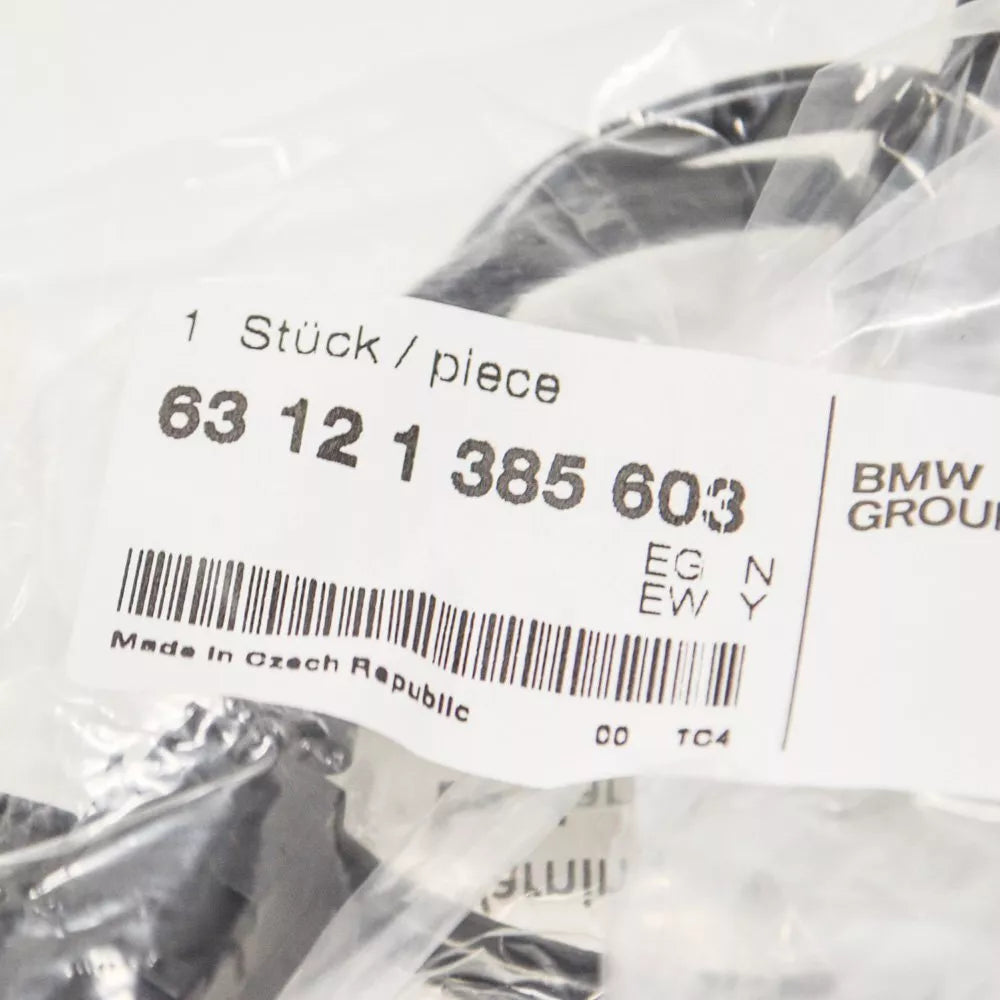 1 Stück / piece
63 12 1 385 603
EG N
EW Y
Made in Czech Republic
00 TC4
BMW
GROUP